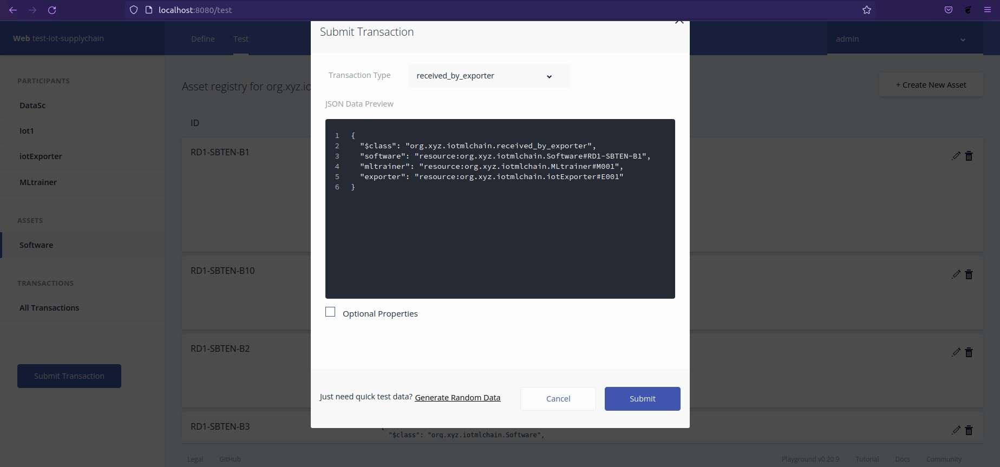 localhost:8080/test
Web test-iot-supplychain
Define
Test
admin
PARTICIPANTS
DataSc
Iot1
iotExporter
MLtrainer
ASSETS
Software
TRANSACTIONS
All Transactions
Submit Transaction
Asset registry for org.xyz.io
+ Create New Asset
ID
RD1-SBTEN-B1
RD1-SBTEN-B10
RD1-SBTEN-B2
RD1-SBTEN-B3
"$class": "org.xyz.iotmlchain.Software",
Submit Transaction
Transaction Type
received_by_exporter
JSON Data Preview
1 {
2 "$class": "org.xyz.iotmlchain.received_by_exporter",
3 "software": "resource:org.xyz.iotmlchain.Software#RD1-SBTEN-B1",
4 "mltrainer": "resource:org.xyz.iotmlchain.MLtrainer#M001",
5 "exporter": "resource:org.xyz.iotmlchain.iotExporter#E001"
6 }
Optional Properties
Just need quick test data? Generate Random Data
Cancel
Submit
Legal
GitHub
Playground v0.20.9
Tutorial
Docs
Community